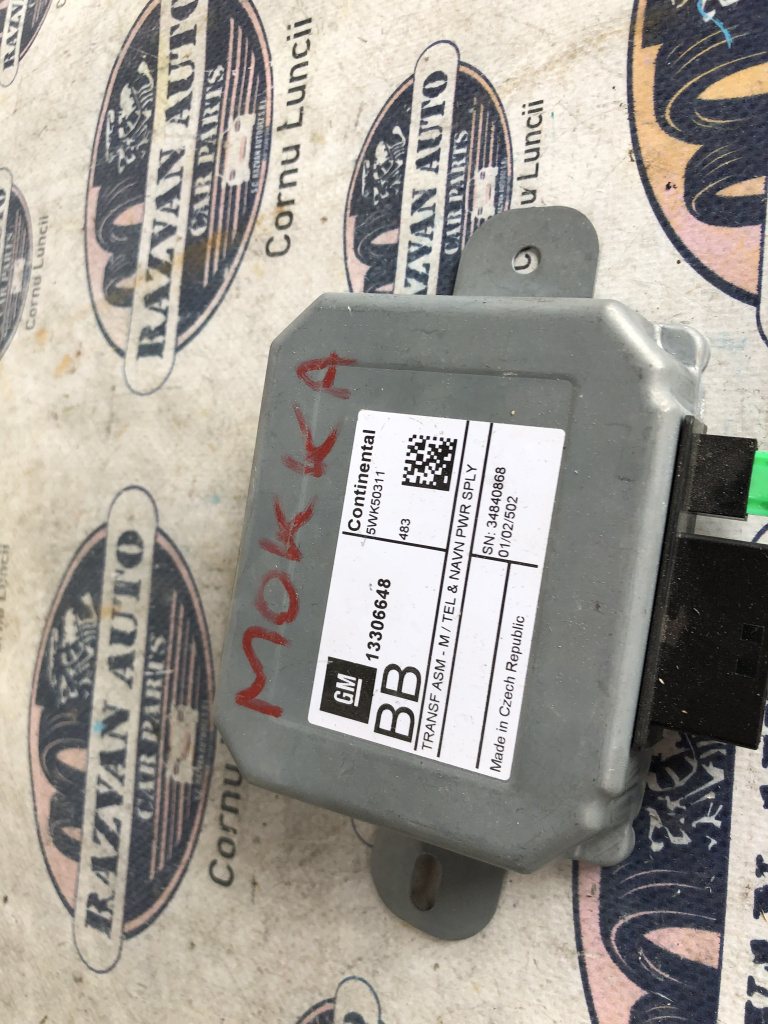 RAZVAN AUTO
CAR PARTS
Cornu Luncii
RAZVAN AUTO
CAR PARTS
Cornu Luncii
Cornu Luncii
MOKKA
Continental
5WK50311
483
GM
13306648
BB
TRANSF ASM - M / TEL & NAVN PWR SPLY
SN: 34840868
01/02/502
Made in Czech Republic
RAZVAN AUTO
CAR PARTS
Cornu